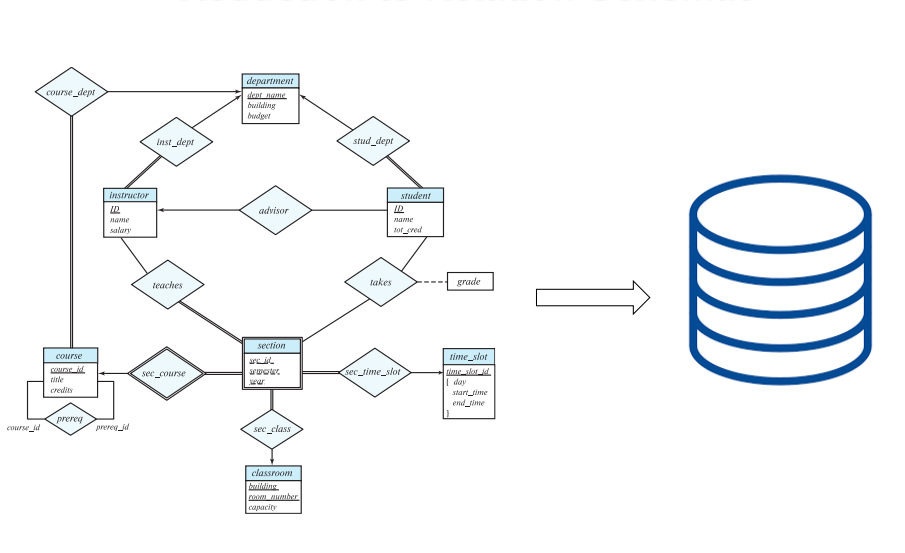 department
dept_name
building
budget
course_dept
inst_dept
stud_dept
instructor
ID
name
salary
advisor
student
ID
name
tot_cred
teaches
takes
grade
section
sec_id
semester
year
course
course_id
title
credits
sec_course
sec_time_slot
time_slot
time_slot_id
{ day
start_time
end_time
}
prereq
course_id
prereq_id
sec_class
classroom
building
room_number
capacity